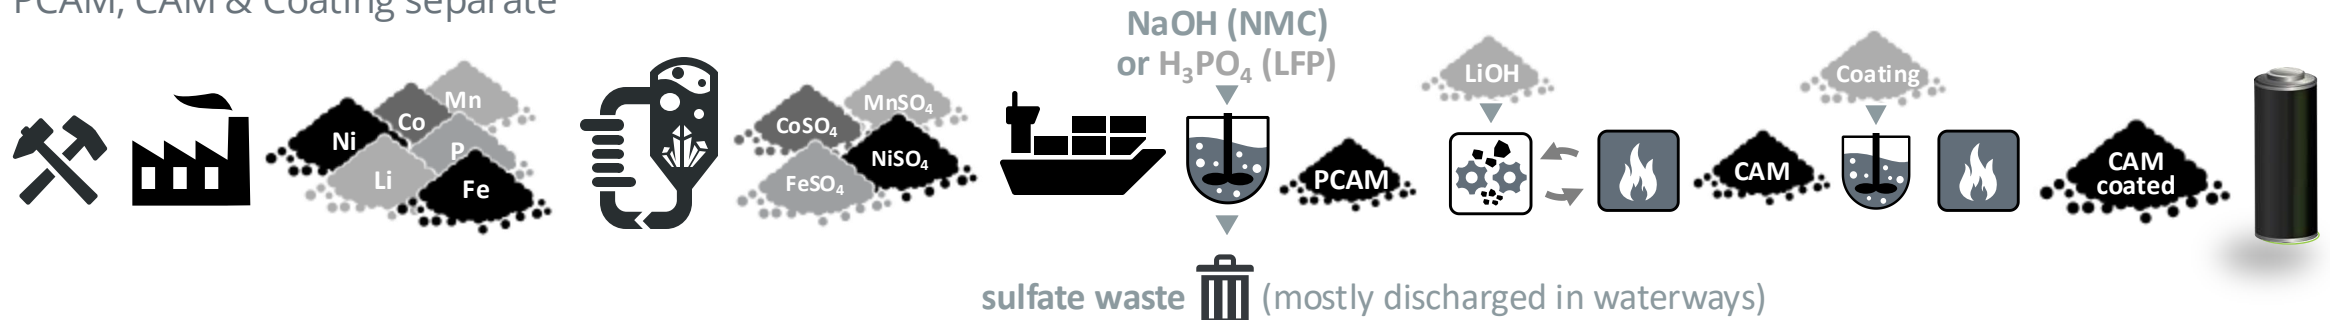 PCAM, CAM & Coating separate
NaOH (NMC)
or H₃PO₄ (LFP)
Mn
Co
Ni
P
Li
Fe
MnSO₄
CoSO₄
NiSO₄
FeSO₄
PCAM
LiOH
CAM
Coating
CAM
coated
sulfate waste (mostly discharged in waterways)